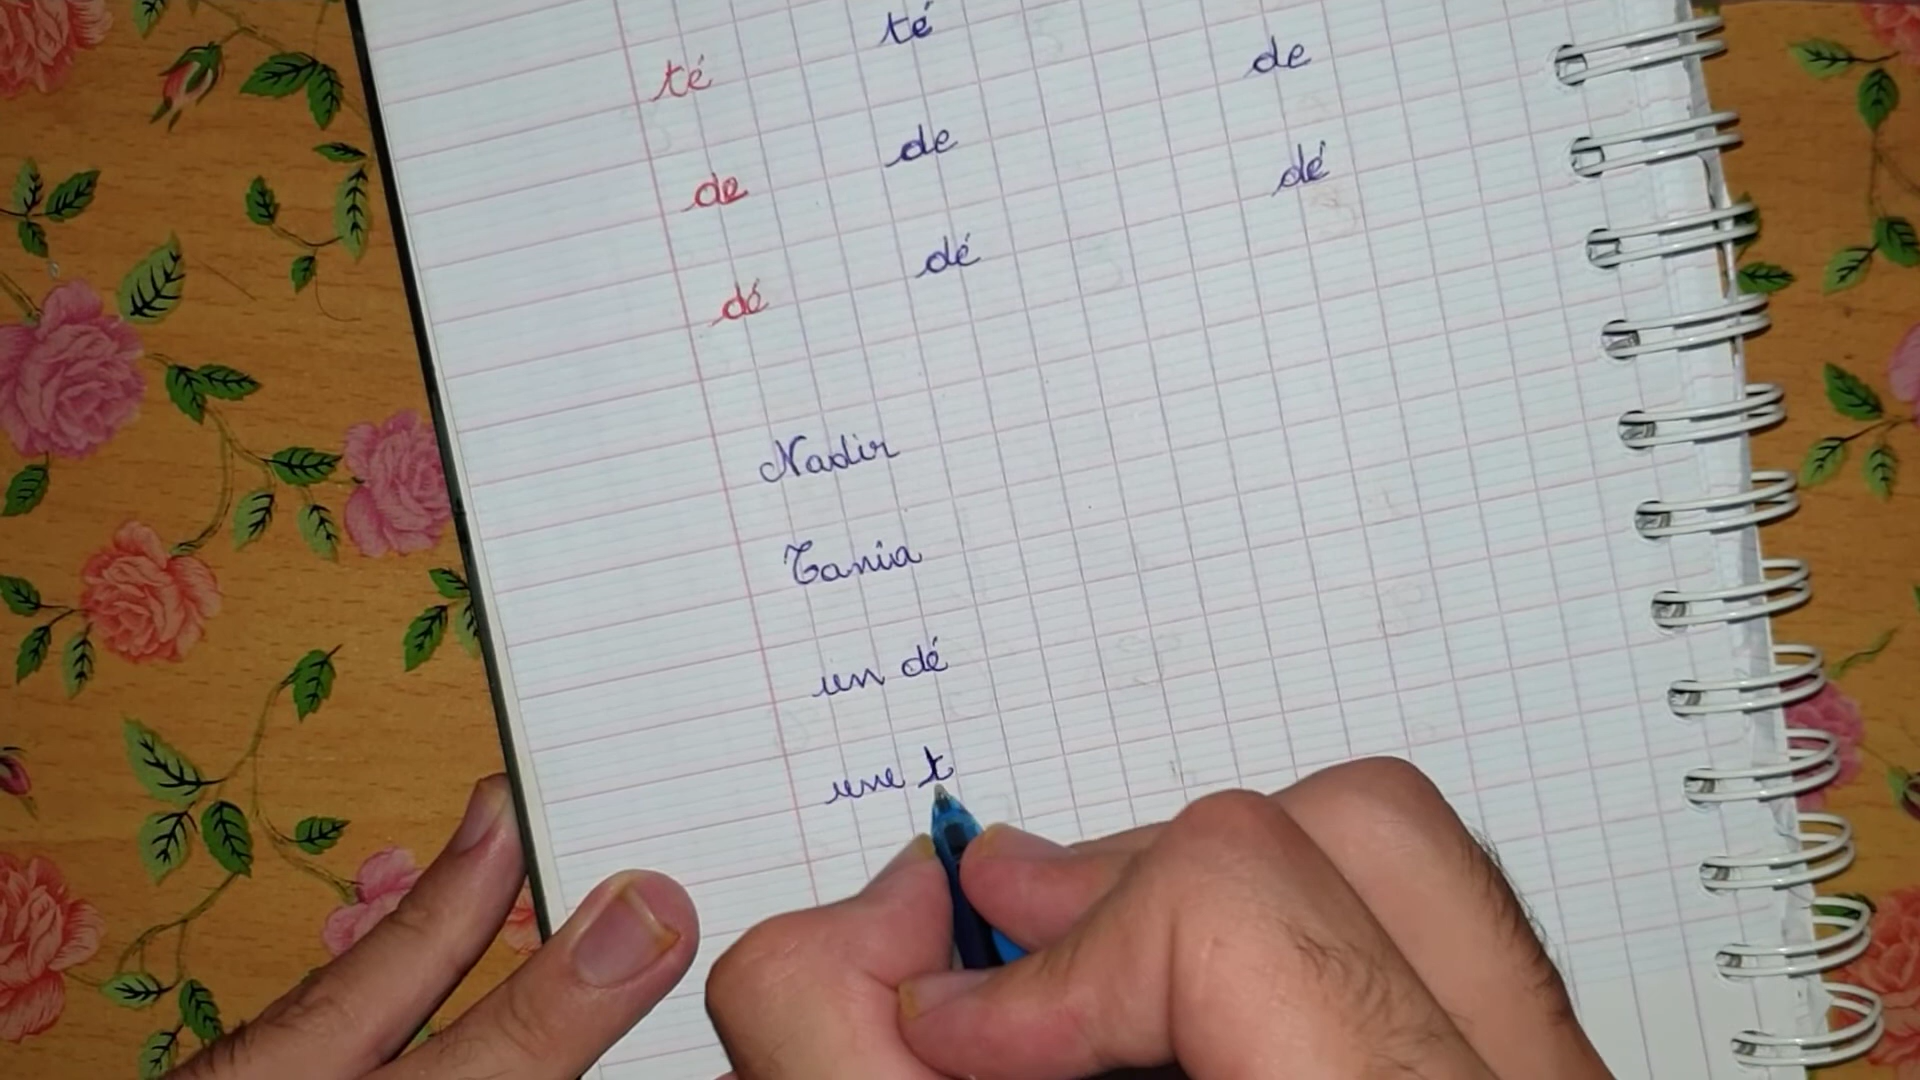 té té de
de de dé
dé dé
Nadir
Tania
un dé
une t